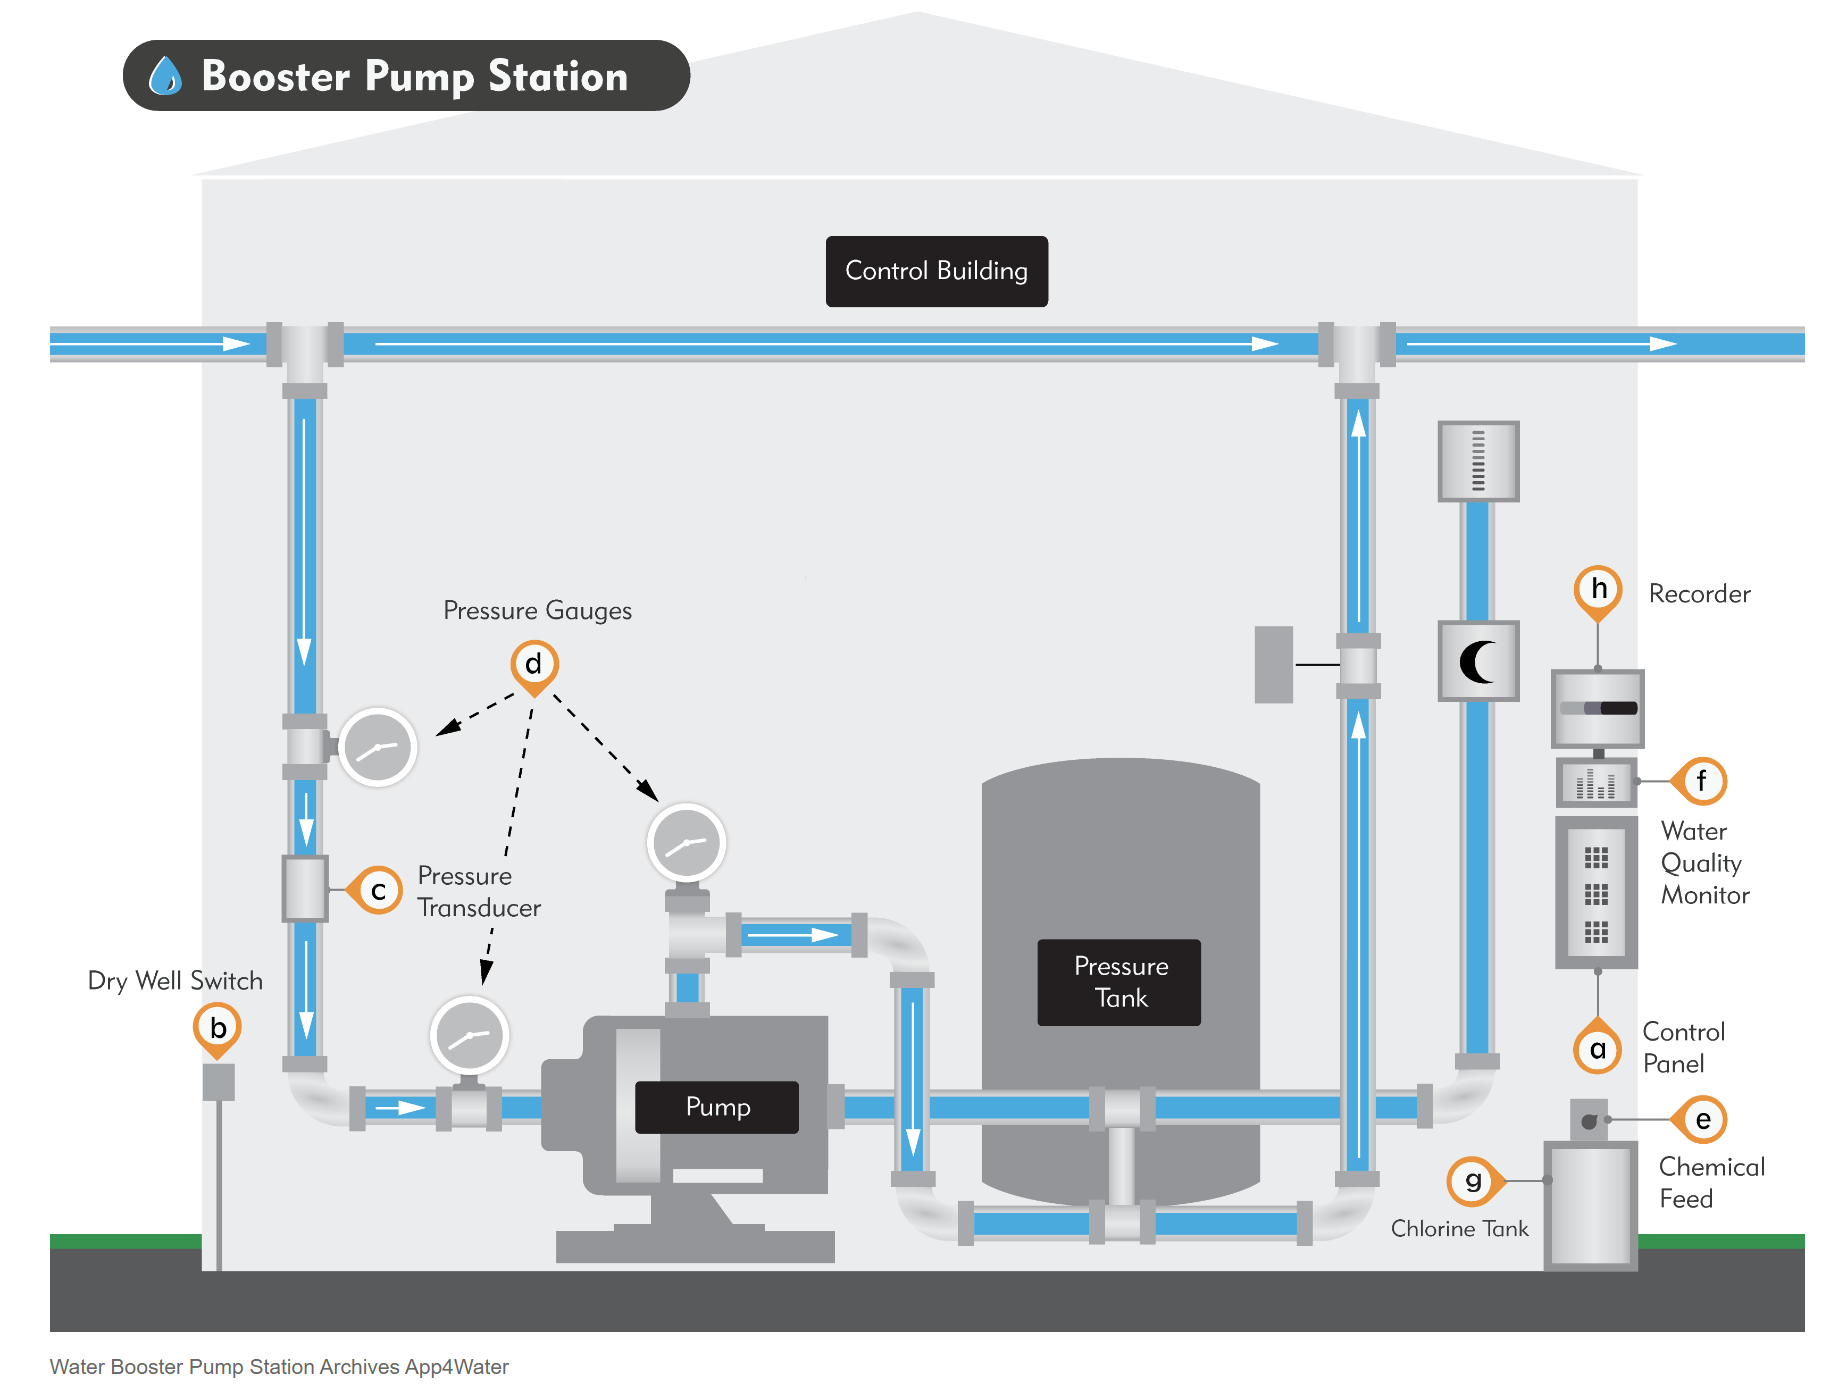 Booster Pump Station
Control Building
h
Recorder
Pressure Gauges
d
f
Water
Quality
Monitor
c
Pressure
Transducer
Dry Well Switch
b
Pressure
Tank
a
Control
Panel
Pump
e
Chemical
Feed
g
Chlorine Tank
Water Booster Pump Station Archives App4Water